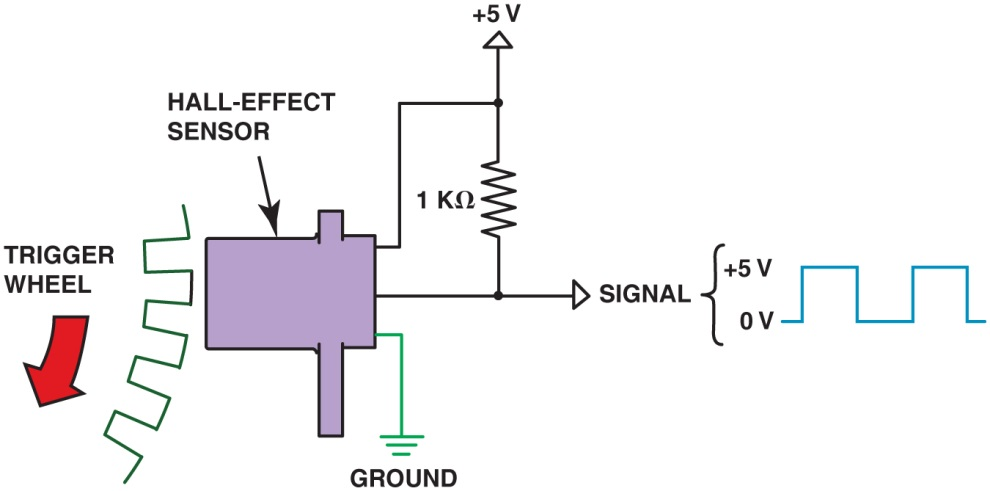 +5 V
HALL-EFFECT
SENSOR
1 KΩ
TRIGGER
WHEEL
SIGNAL
+5 V
0 V
GROUND